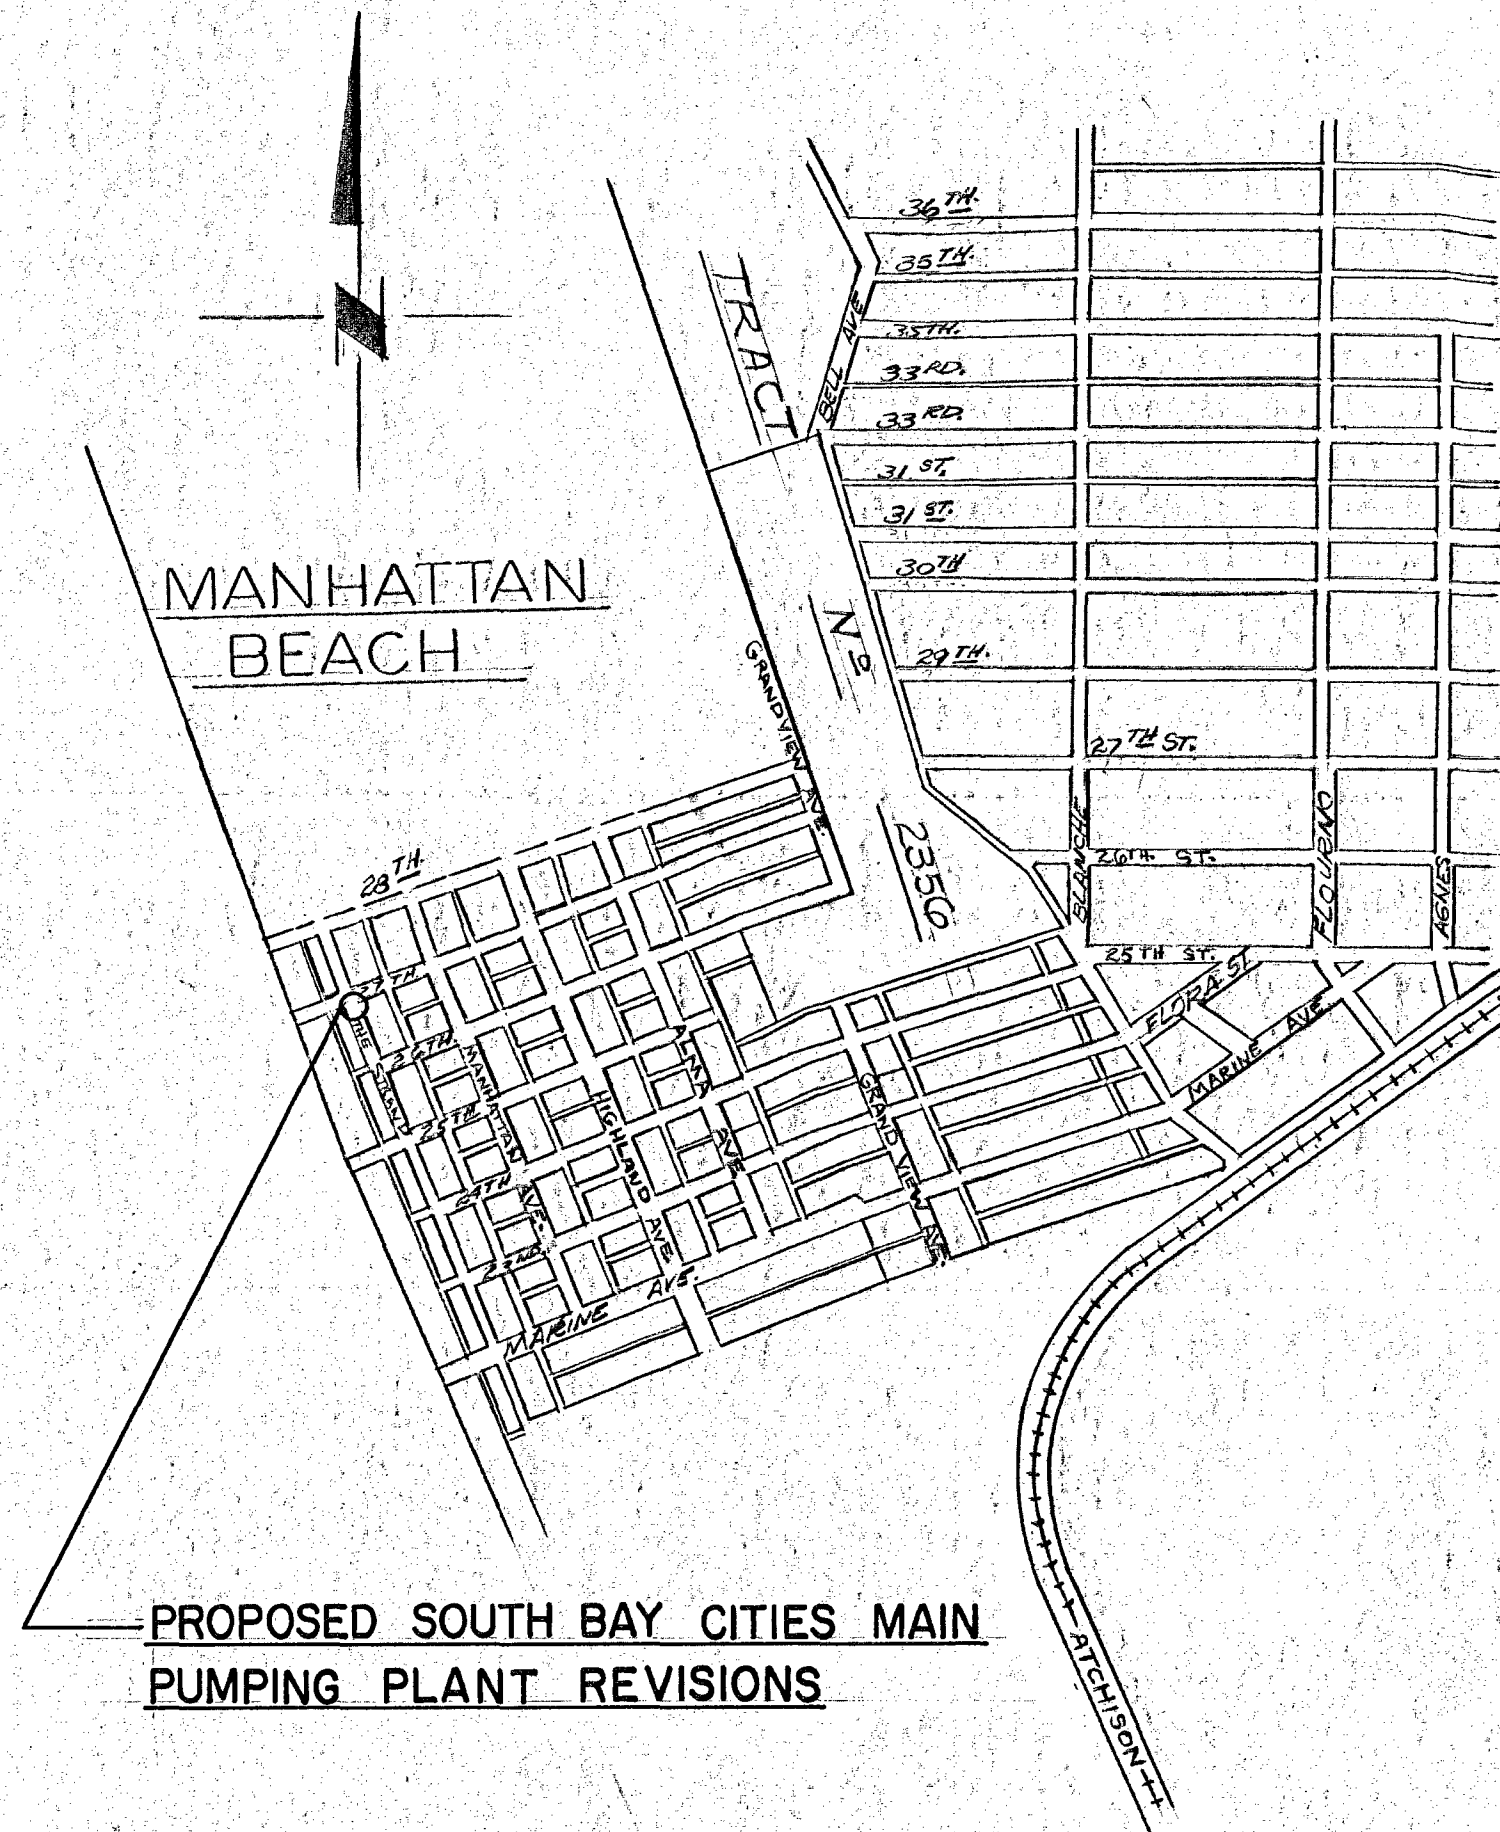 N
36TH.
35TH.
35TH.
33RD.
33RD.
31 ST.
31 ST.
30TH
29TH.
27TH ST.
26TH. ST.
25TH ST.
BELL AVE
TRACT
NO
2356
MANHATTAN
BEACH
GRANDVIEW AVE.
BLANCHE
FLOURNO
AGNES
FLORA ST
MARINE AVE.
28TH.
27TH
26TH
25TH
24TH
23ND
THE STRAND
MANHATTAN AVE.
HIGHLAND AVE.
ALMA AVE.
GRAND VIEW AVE.
MARINE AVE.
PROPOSED SOUTH BAY CITIES MAIN
PUMPING PLANT REVISIONS
ATCHISON